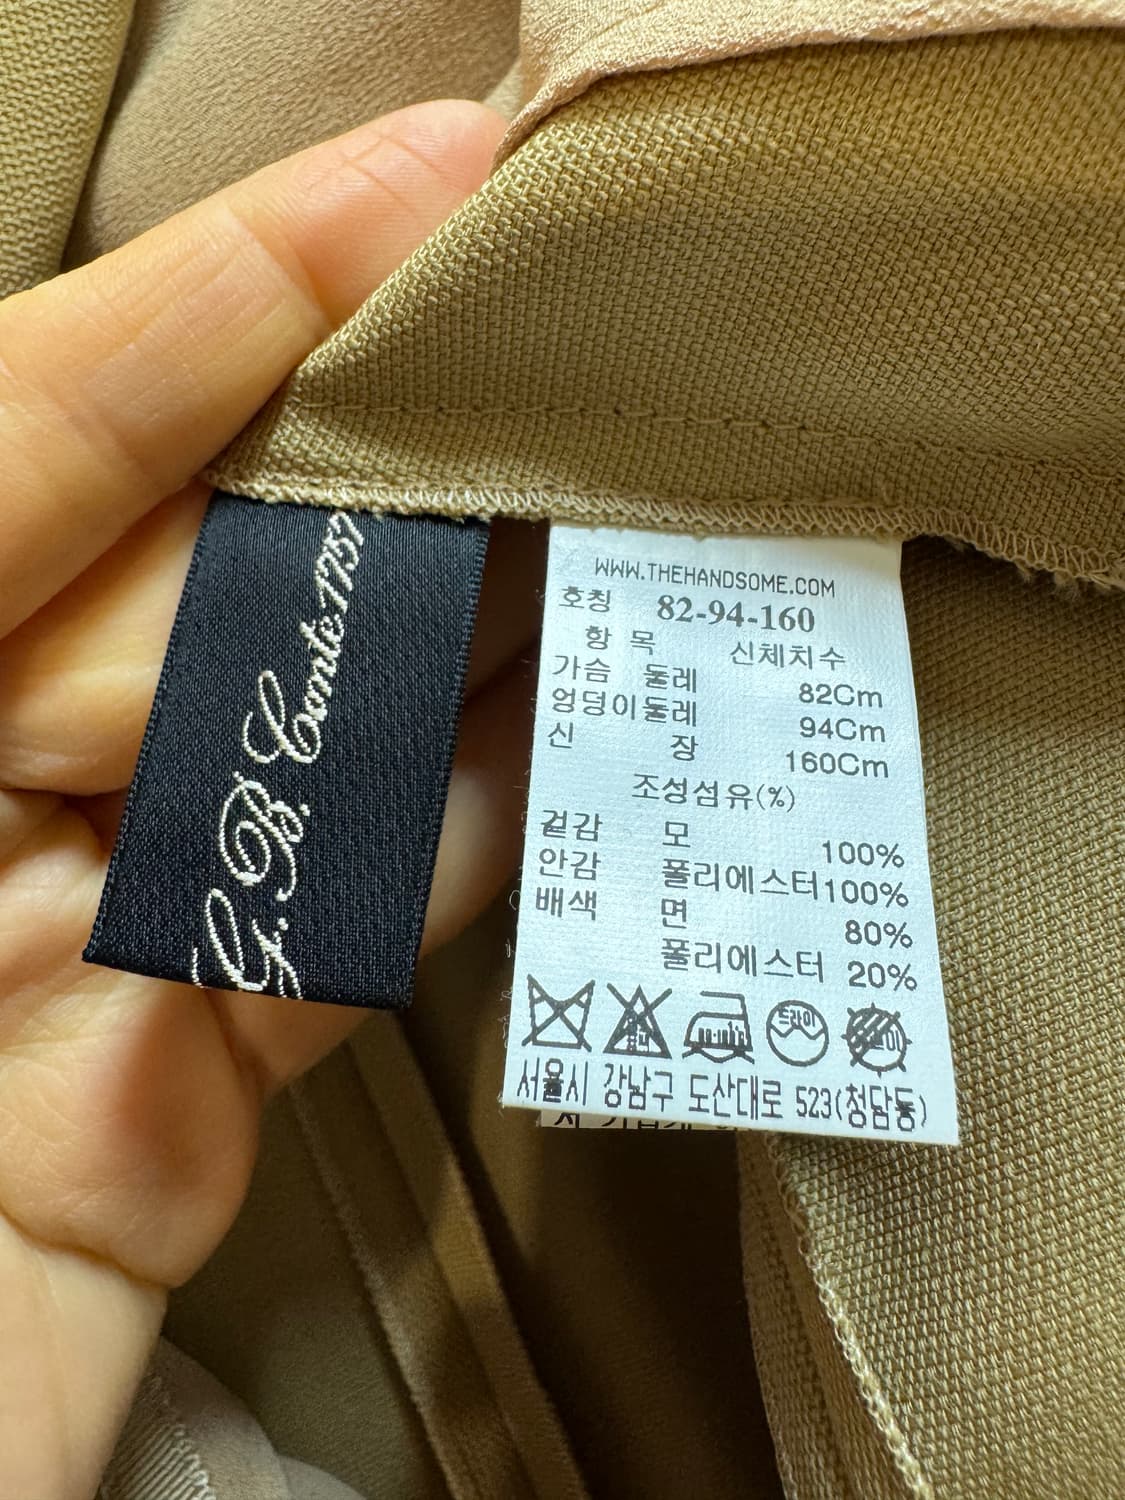 G.B. Conte 1757
WWW.THEHANDSOME.COM
호칭 82-94-160
항 목 신체치수
가슴 둘레 82Cm
엉덩이둘레 94Cm
신 장 160Cm
조성섬유(%)
겉감 모 100%
안감 폴리에스터100%
배색 면 80%
폴리에스터 20%
드라이
서울시 강남구 도산대로 523(청담동)